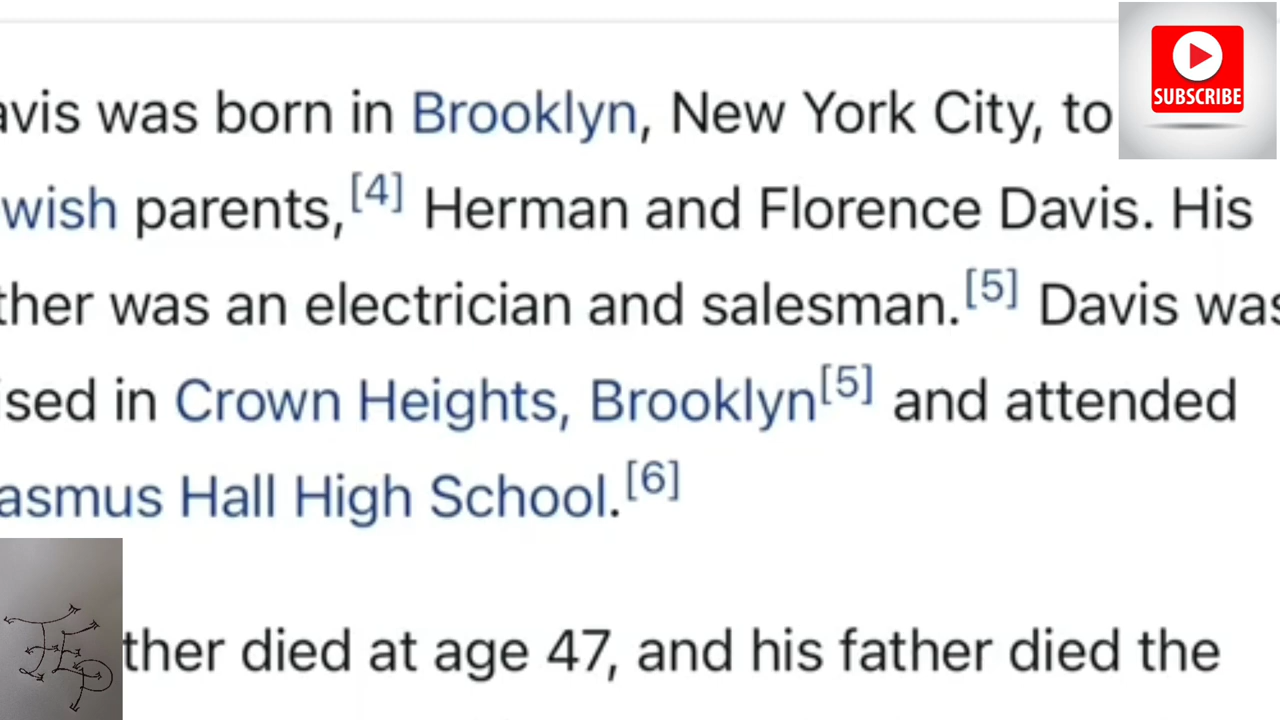 avis was born in Brooklyn, New York City, to
SUBSCRIBE
wish parents,[4] Herman and Florence Davis. His
ther was an electrician and salesman.[5] Davis was
ised in Crown Heights, Brooklyn[5] and attended
asmus Hall High School.[6]
ther died at age 47, and his father died the